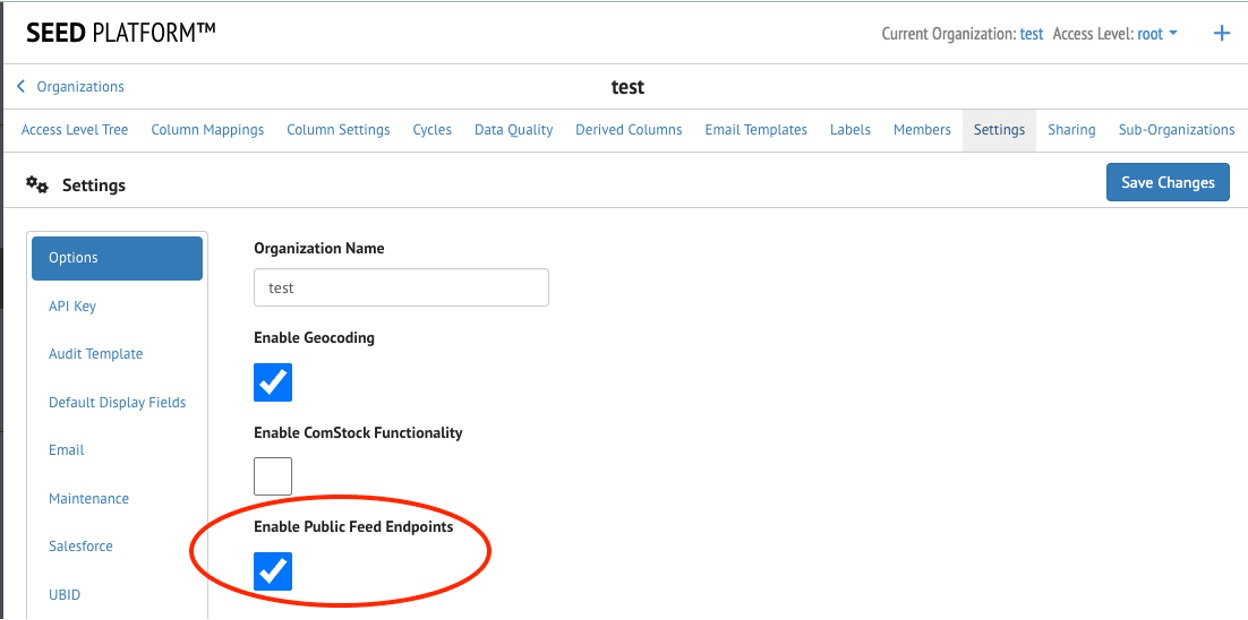 SEED PLATFORM™
Current Organization: test Access Level: root
Organizations
test
Access Level Tree Column Mappings Column Settings Cycles Data Quality Derived Columns Email Templates Labels Members Settings Sharing Sub-Organizations
Settings
Save Changes
Options
API Key
Audit Template
Default Display Fields
Email
Maintenance
Salesforce
UBID
Organization Name
test
Enable Geocoding
Enable ComStock Functionality
Enable Public Feed Endpoints